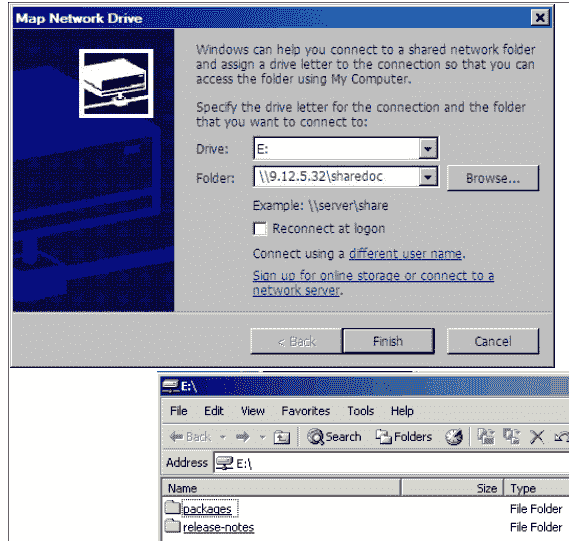 Map Network Drive
Windows can help you connect to a shared network folder
and assign a drive letter to the connection so that you can
access the folder using My Computer.
Specify the drive letter for the connection and the folder
that you want to connect to:
Drive: E:
Folder: \\9.12.5.32\sharedoc Browse...
Example: \\server\share
Reconnect at logon
Connect using a different user name.
Sign up for online storage or connect to a
network server.
< Back Finish Cancel
E:\
File Edit View Favorites Tools Help
Back Search Folders
Address E:\
Name Size Type
packages File Folder
release-notes File Folder